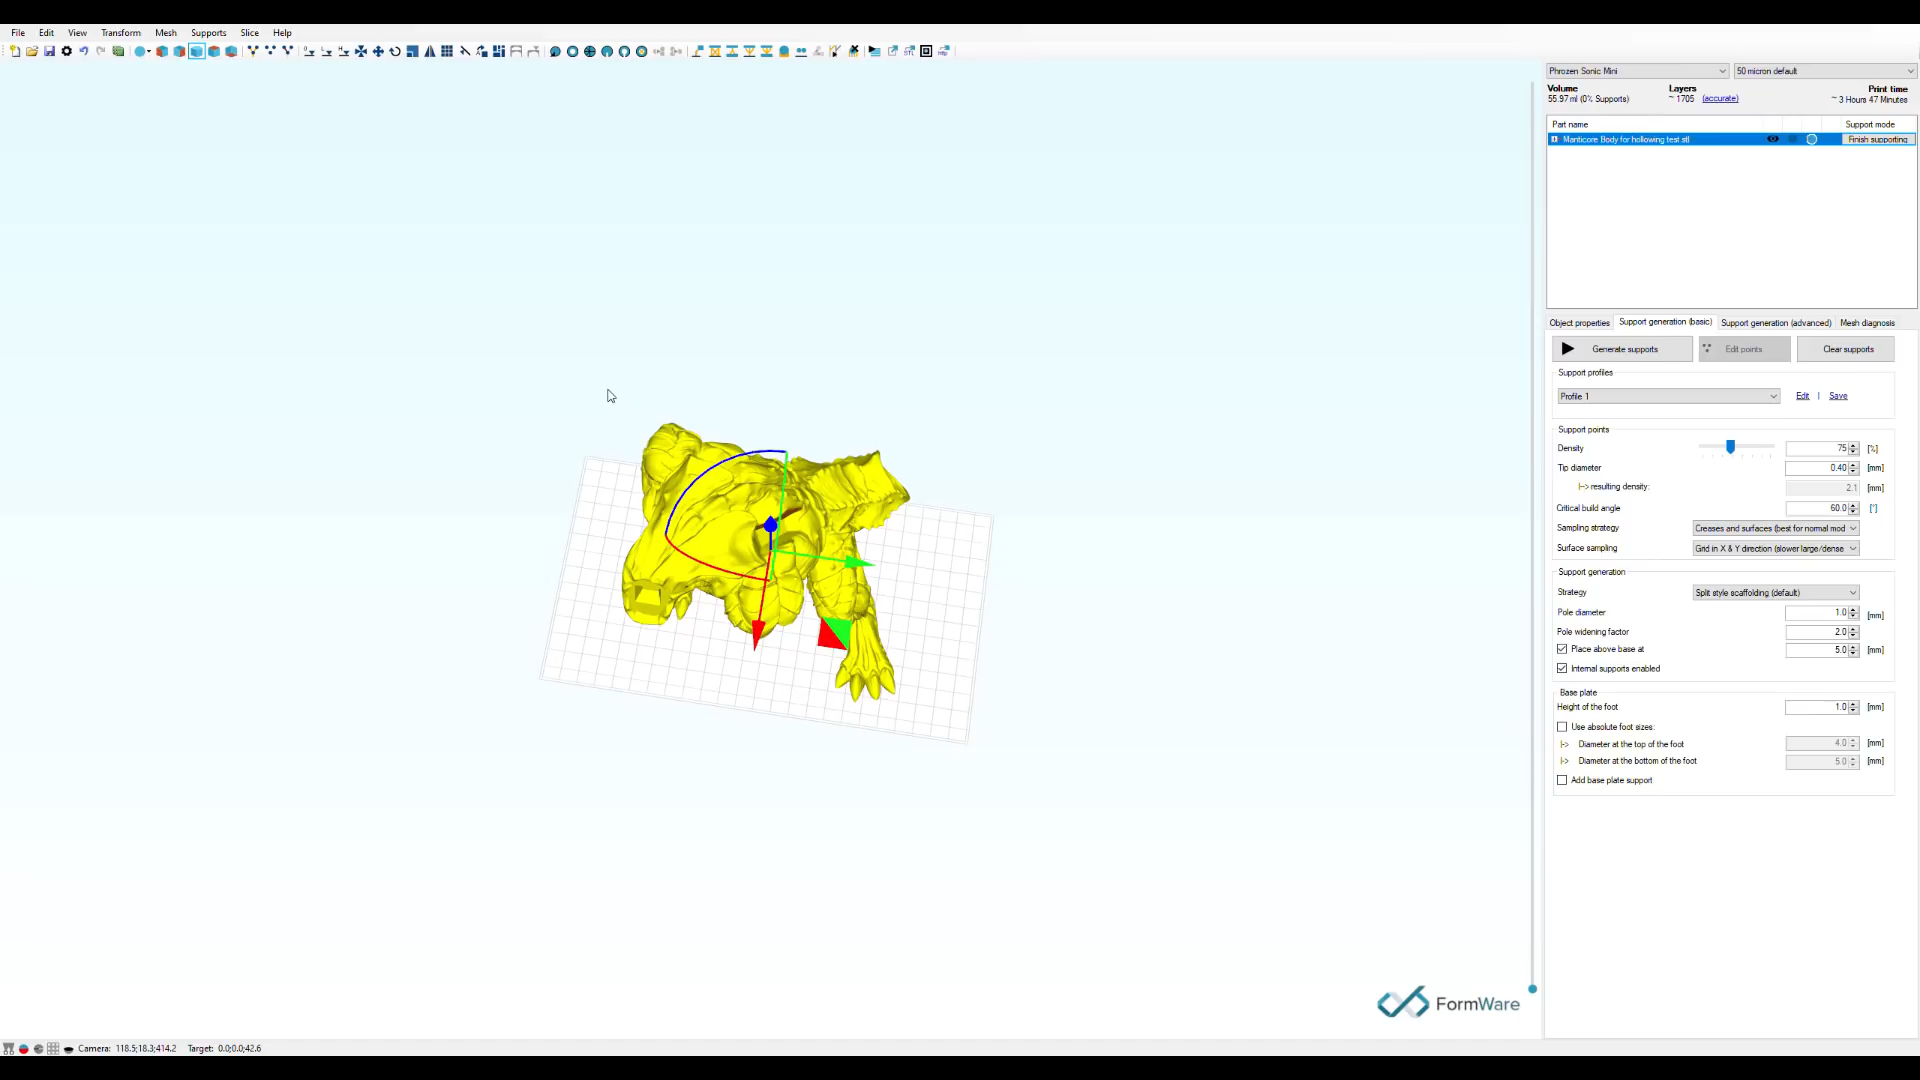 File Edit View Transform Mesh Supports Slice Help
Phrozen Sonic Mini 50 micron default
Volume Layers Print time
55.97 ml (0% Supports) ~ 1705 (accurate) ~ 3 Hours 47 Minutes
Part name Support mode
Manticore Body for hollowing test.stl Finish supporting
Object properties Support generation (basic) Support generation (advanced) Mesh diagnosis
Generate supports Edit points Clear supports
Support profiles
Profile 1 Edit | Save
Support points
Density 75 [%]
Tip diameter 0.40 [mm]
|-> resulting density: 2.1 [mm]
Critical build angle 60.0 [°]
Sampling strategy Creases and surfaces (best for normal mod
Surface sampling Grid in X & Y direction (slower large/dense
Support generation
Strategy Split style scaffolding (default)
Pole diameter 1.0 [mm]
Pole widening factor 2.0
Place above base at 5.0 [mm]
Internal supports enabled
Base plate
Height of the foot 1.0 [mm]
Use absolute foot sizes:
|-> Diameter at the top of the foot 4.0 [mm]
|-> Diameter at the bottom of the foot 5.0 [mm]
Add base plate support
FormWare
Camera: 118.5;18.3;414.2 Target: 0.0;0.0;42.6